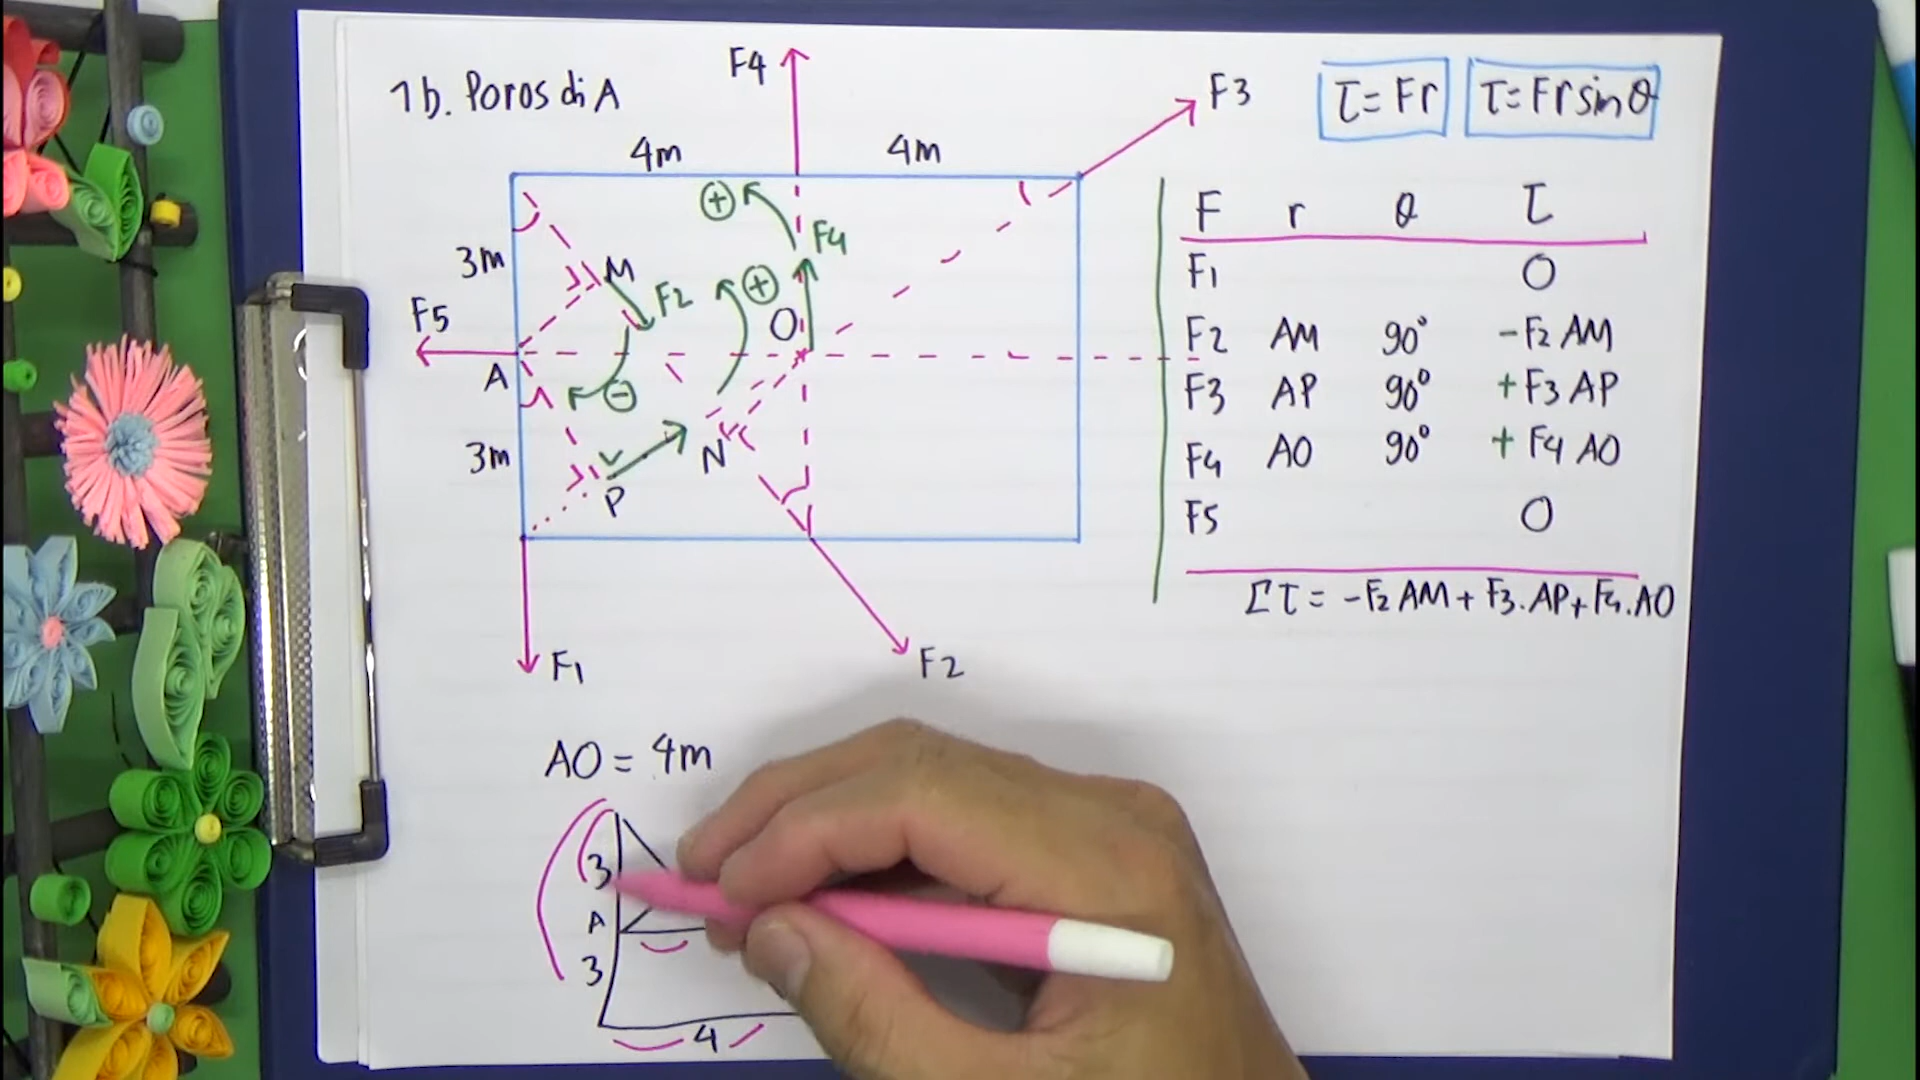 1b. Poros di A
F4
F3
τ = Fr
τ = Fr sin θ
4m
4m
3m
M
F2
F4
O
F5
A
3m
N
P
F1
F2
F r θ τ
F1 0
F2 AM 90° -F2 AM
F3 AP 90° +F3 AP
F4 AO 90° + F4 AO
F5 0
Στ = -F2 AM + F3.AP + F4.AO
AO = 4m
3
A
3
4